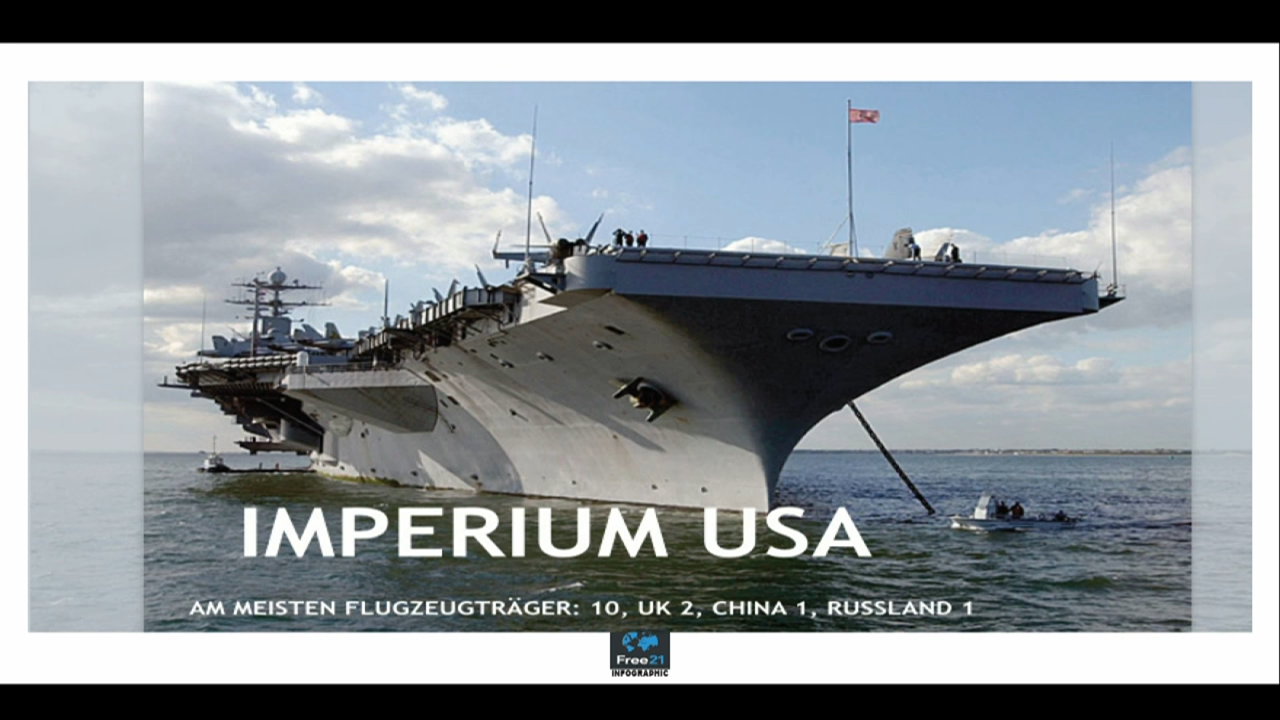 IMPERIUM USA
AM MEISTEN FLUGZEUGTRÄGER: 10, UK 2, CHINA 1, RUSSLAND 1
Free21
INFOGRAPHIC